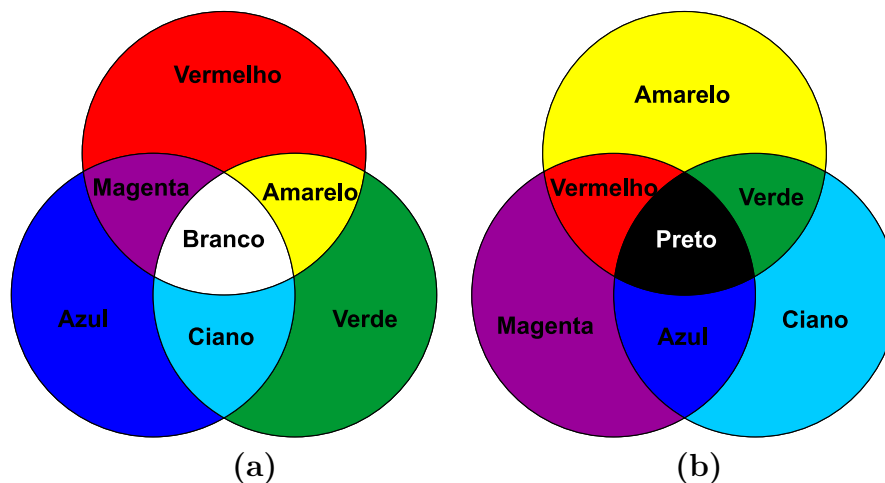 Vermelho
Magenta
Amarelo
Branco
Azul
Ciano
Verde
(a)
Amarelo
Vermelho
Verde
Preto
Magenta
Azul
Ciano
(b)